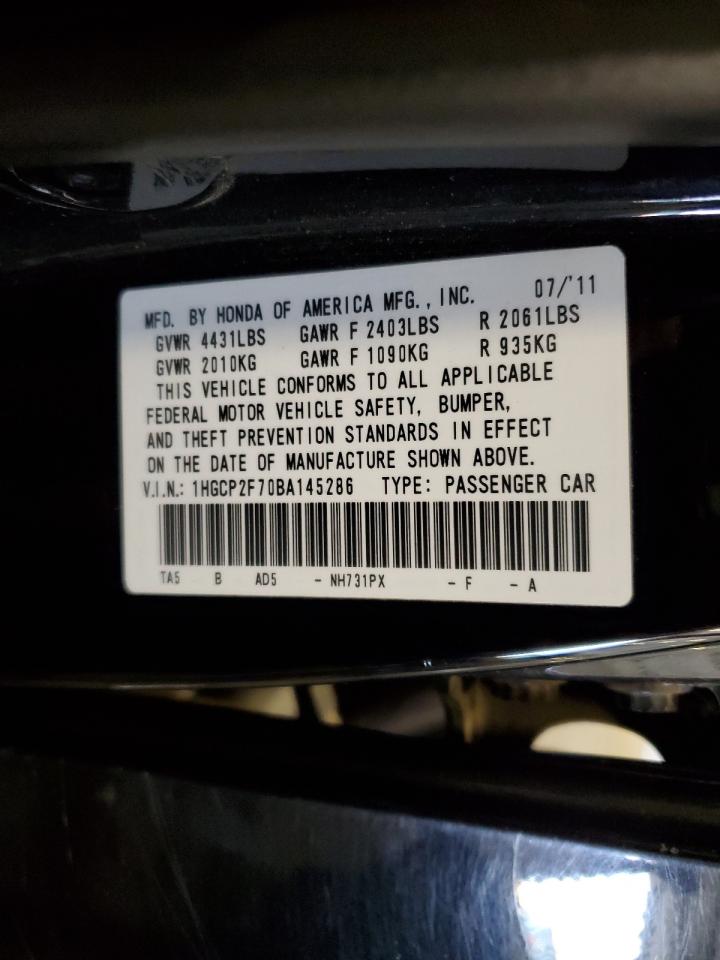 MFD. BY HONDA OF AMERICA MFG., INC. 07/'11
GVWR 4431LBS GAWR F 2403LBS R 2061LBS
GVWR 2010KG GAWR F 1090KG R 935KG
THIS VEHICLE CONFORMS TO ALL APPLICABLE
FEDERAL MOTOR VEHICLE SAFETY, BUMPER,
AND THEFT PREVENTION STANDARDS IN EFFECT
ON THE DATE OF MANUFACTURE SHOWN ABOVE.
V.I.N.: 1HGCP2F70BA145286 TYPE: PASSENGER CAR
TA5 B AD5 - NH731PX - F - A